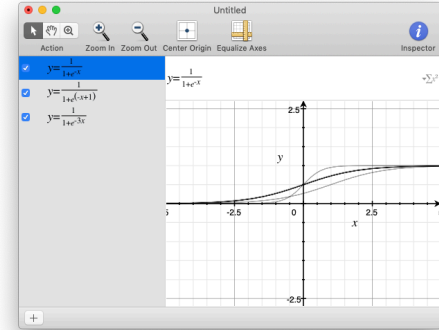 Untitled
Action Zoom In Zoom Out Center Origin Equalize Axes Inspector
y=1/(1+e^-x)
y=1/(1+e^(-x+1))
y=1/(1+e^-3x)
y=1/(1+e^-x)
2.5
y
-2.5 0 2.5
x
-2.5
+